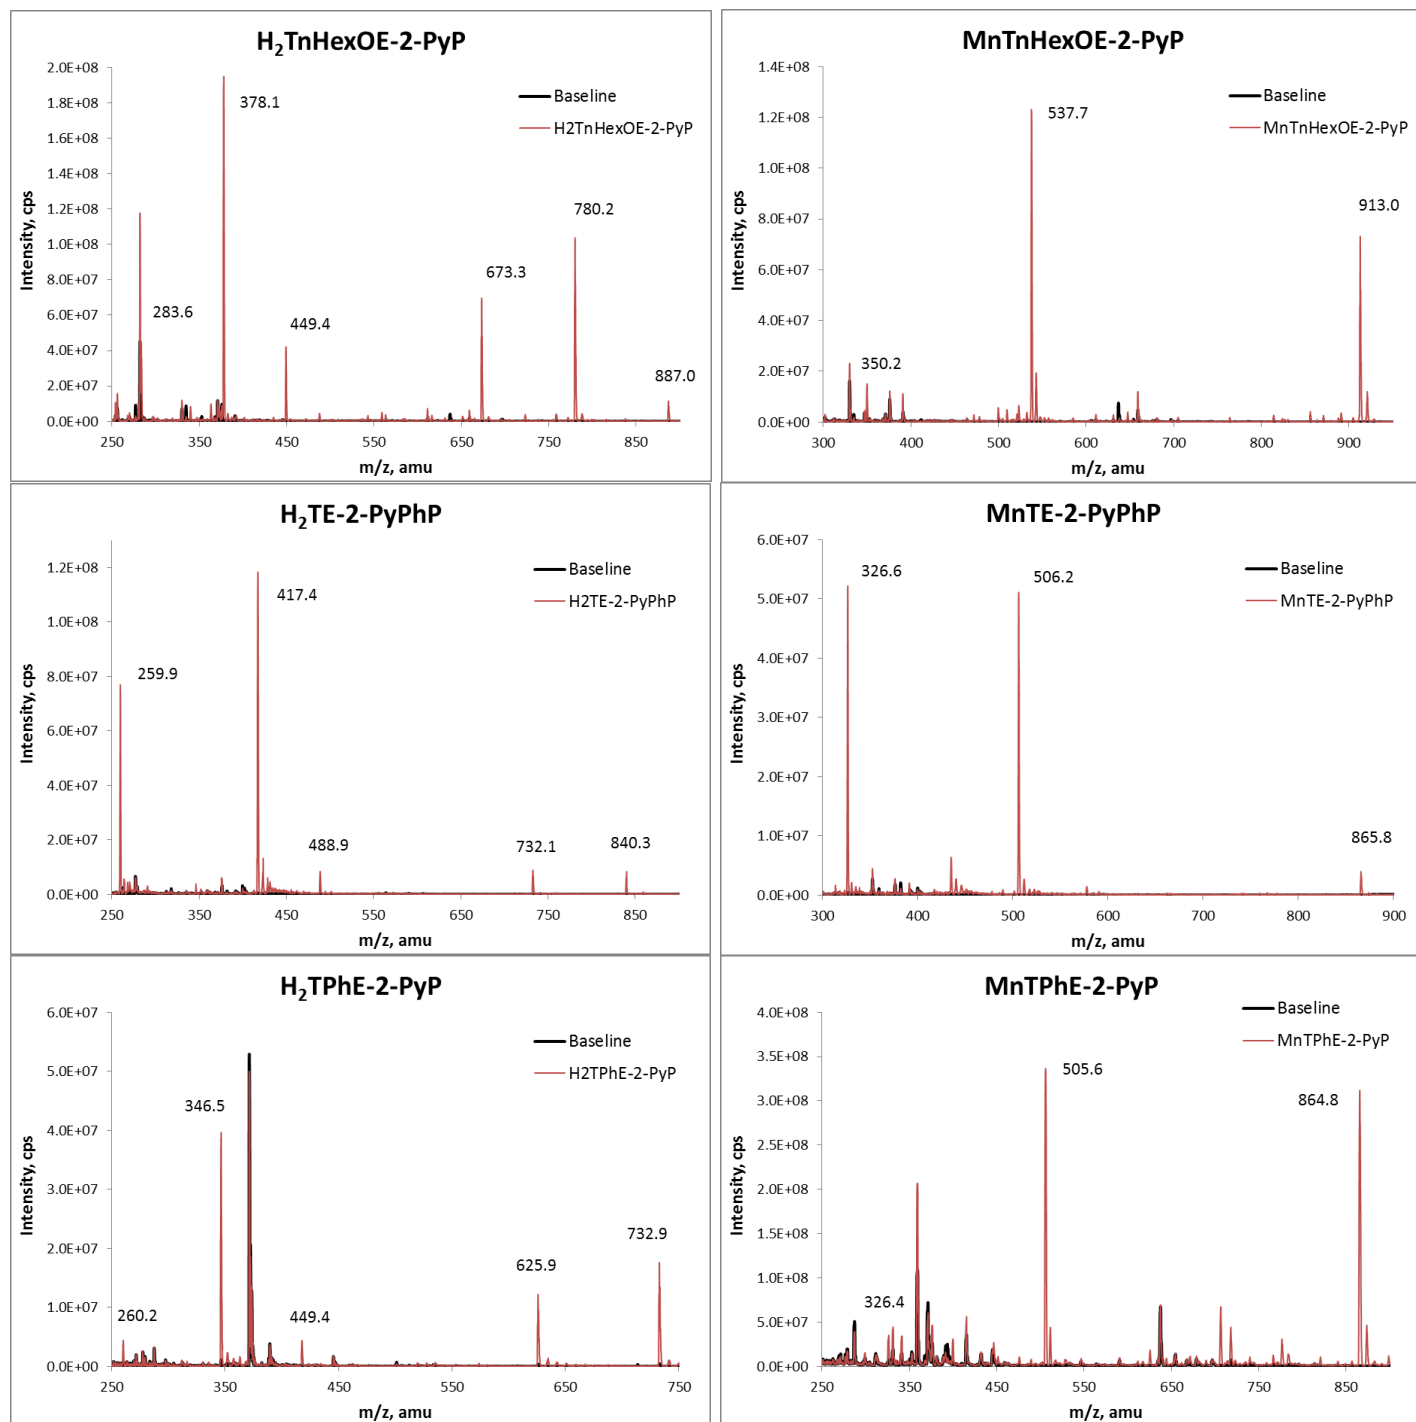 H₂TnHexOE-2-PyP
2.0E+08
1.8E+08
1.6E+08
1.4E+08
1.2E+08
1.0E+08
8.0E+07
6.0E+07
4.0E+07
2.0E+07
0.0E+00
Intensity, cps
Baseline
H2TnHexOE-2-PyP
378.1
283.6
449.4
673.3
780.2
887.0
250 350 450 550 650 750 850
m/z, amu
MnTnHexOE-2-PyP
1.4E+08
1.2E+08
1.0E+08
8.0E+07
6.0E+07
4.0E+07
2.0E+07
0.0E+00
Intensity, cps
Baseline
MnTnHexOE-2-PyP
537.7
913.0
350.2
300 400 500 600 700 800 900
m/z, amu
H₂TE-2-PyPhP
1.2E+08
1.0E+08
8.0E+07
6.0E+07
4.0E+07
2.0E+07
0.0E+00
Intensity, cps
Baseline
H2TE-2-PyPhP
417.4
259.9
488.9
732.1
840.3
250 350 450 550 650 750 850
m/z, amu
MnTE-2-PyPhP
6.0E+07
5.0E+07
4.0E+07
3.0E+07
2.0E+07
1.0E+07
0.0E+00
Intensity, cps
Baseline
MnTE-2-PyPhP
326.6
506.2
865.8
300 400 500 600 700 800 900
m/z, amu
H₂TPhE-2-PyP
6.0E+07
5.0E+07
4.0E+07
3.0E+07
2.0E+07
1.0E+07
0.0E+00
Intensity, cps
Baseline
H2TPhE-2-PyP
346.5
260.2
449.4
625.9
732.9
250 350 450 550 650 750
m/z, amu
MnTPhE-2-PyP
4.0E+08
3.5E+08
3.0E+08
2.5E+08
2.0E+08
1.5E+08
1.0E+08
5.0E+07
0.0E+00
Intensity, cps
Baseline
MnTPhE-2-PyP
505.6
864.8
326.4
250 350 450 550 650 750 850
m/z, amu